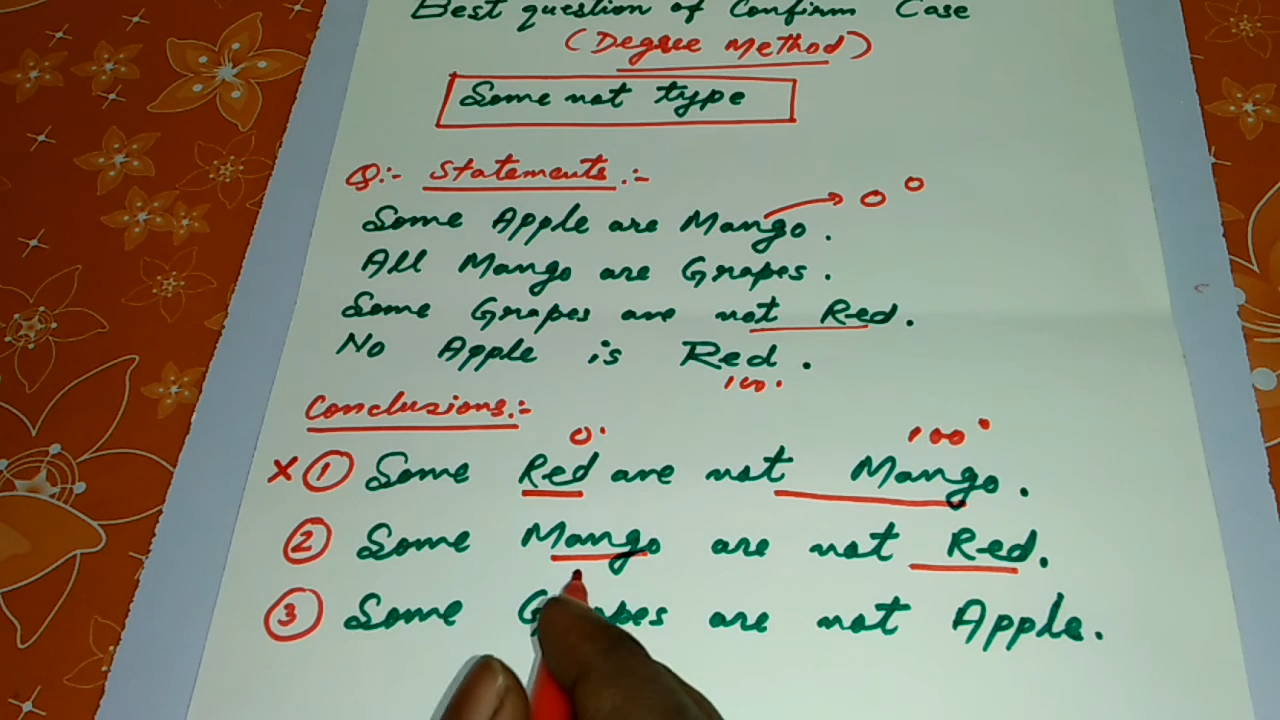 Best question of Confirm Case
(Degree Method)
Some not type
Q:- Statements:-
Some Apple are Mango. → 0 0
All Mango are Grapes.
Some Grapes are not Red.
No Apple is Red.
100°
Conclusions:-
0° 100°
× 1 Some Red are not Mango.
2 Some Mango are not Red.
3 Some Grapes are not Apple.